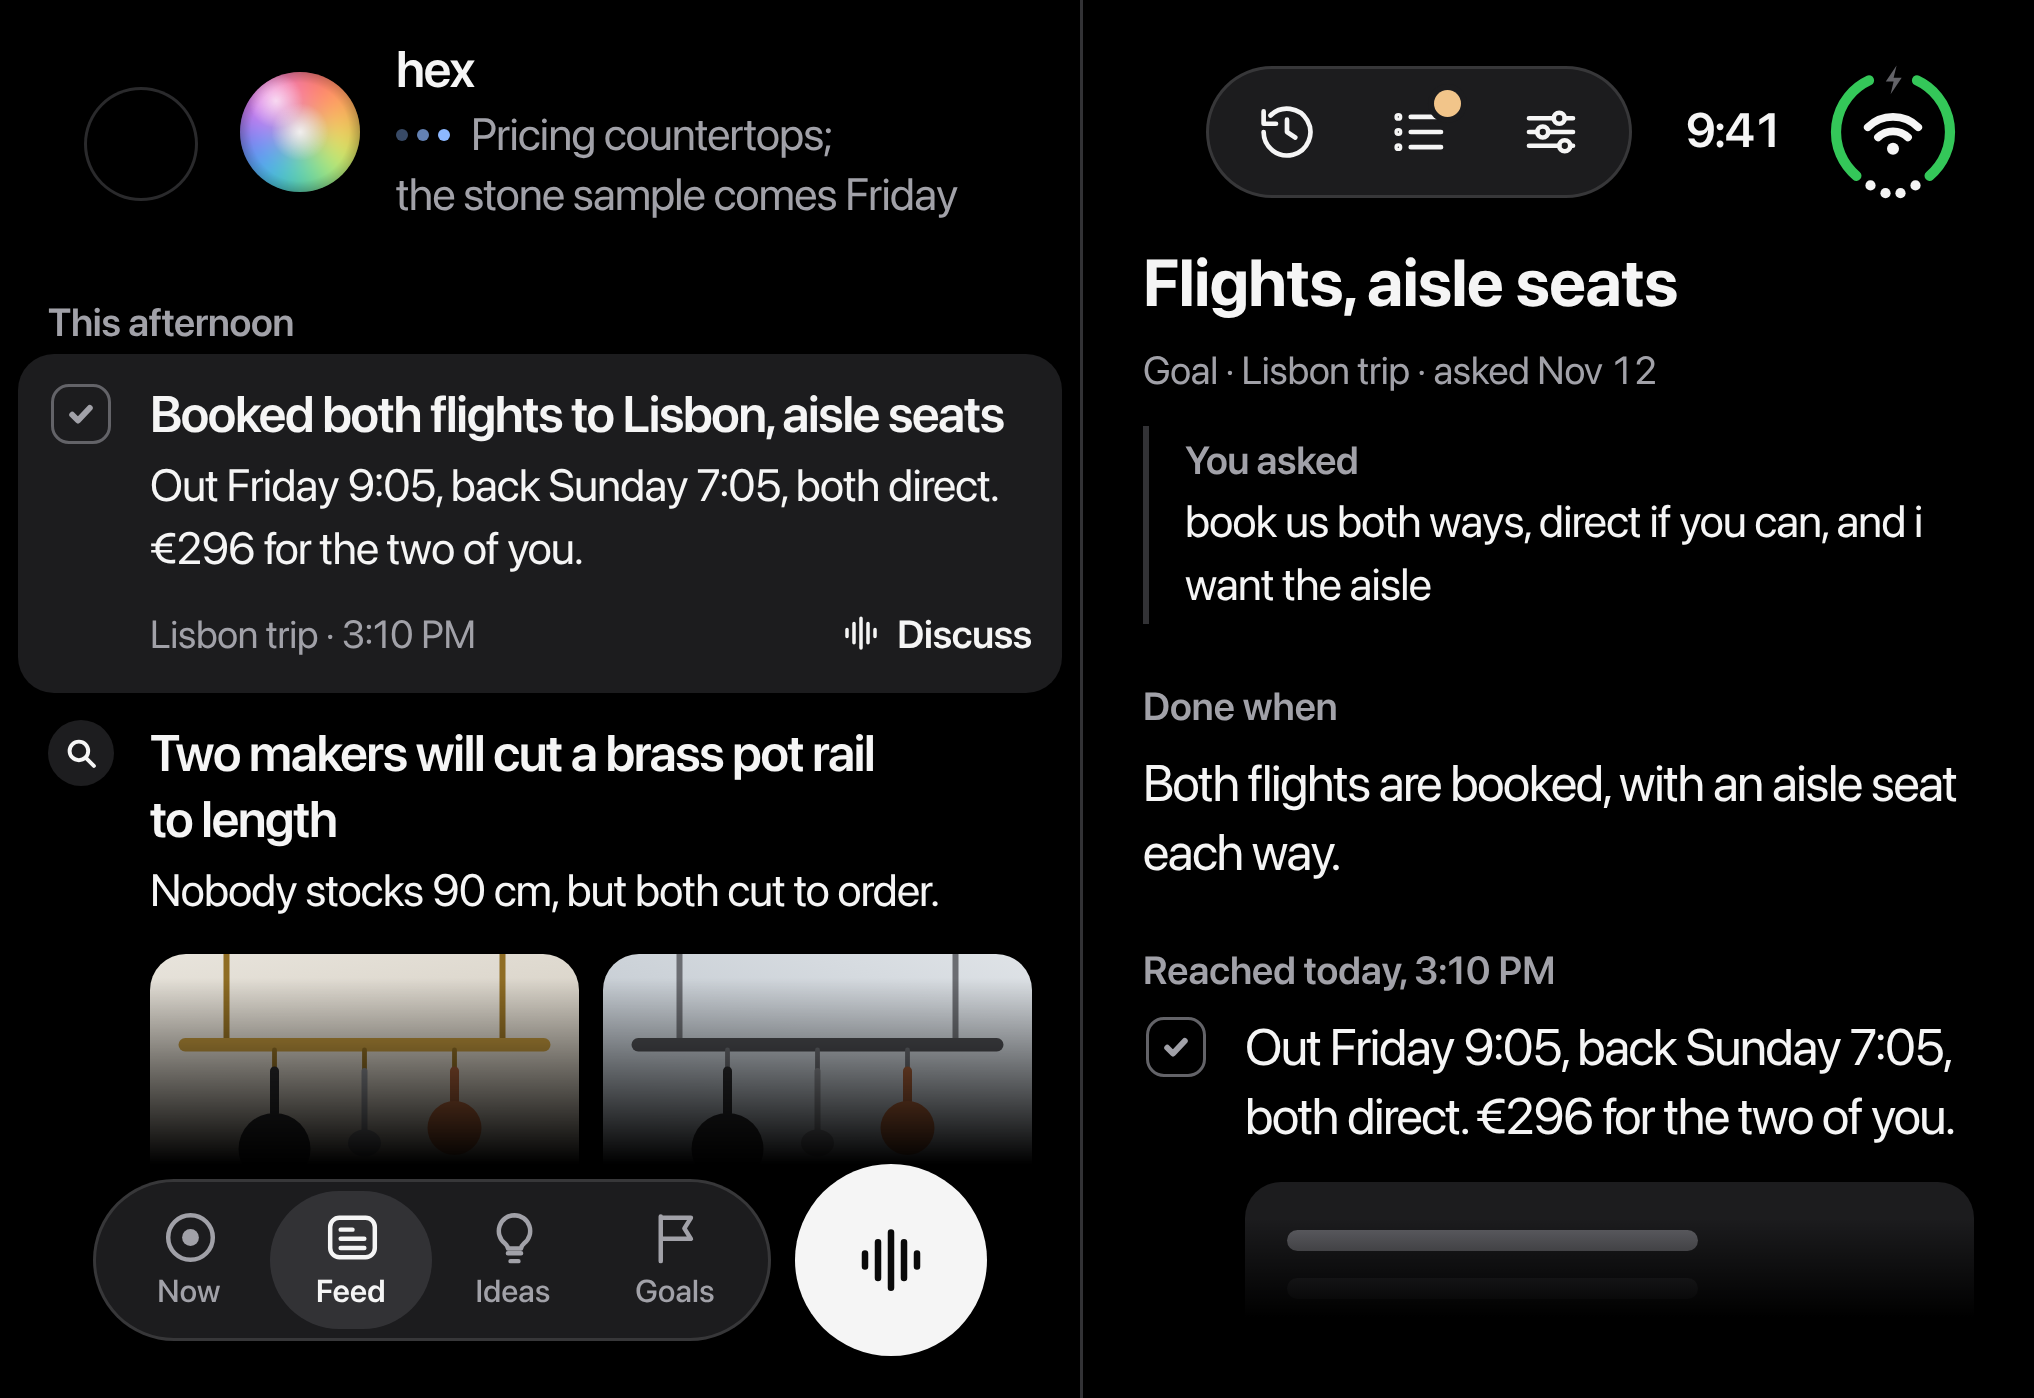 hex
Pricing countertops;
the stone sample comes Friday
This afternoon
Booked both flights to Lisbon, aisle seats
Out Friday 9:05, back Sunday 7:05, both direct.
€296 for the two of you.
Lisbon trip · 3:10 PM
Discuss
Two makers will cut a brass pot rail
to length
Nobody stocks 90 cm, but both cut to order.
Now
Feed
Ideas
Goals
9:41
Flights, aisle seats
Goal · Lisbon trip · asked Nov 12
You asked
book us both ways, direct if you can, and i
want the aisle
Done when
Both flights are booked, with an aisle seat
each way.
Reached today, 3:10 PM
Out Friday 9:05, back Sunday 7:05,
both direct. €296 for the two of you.